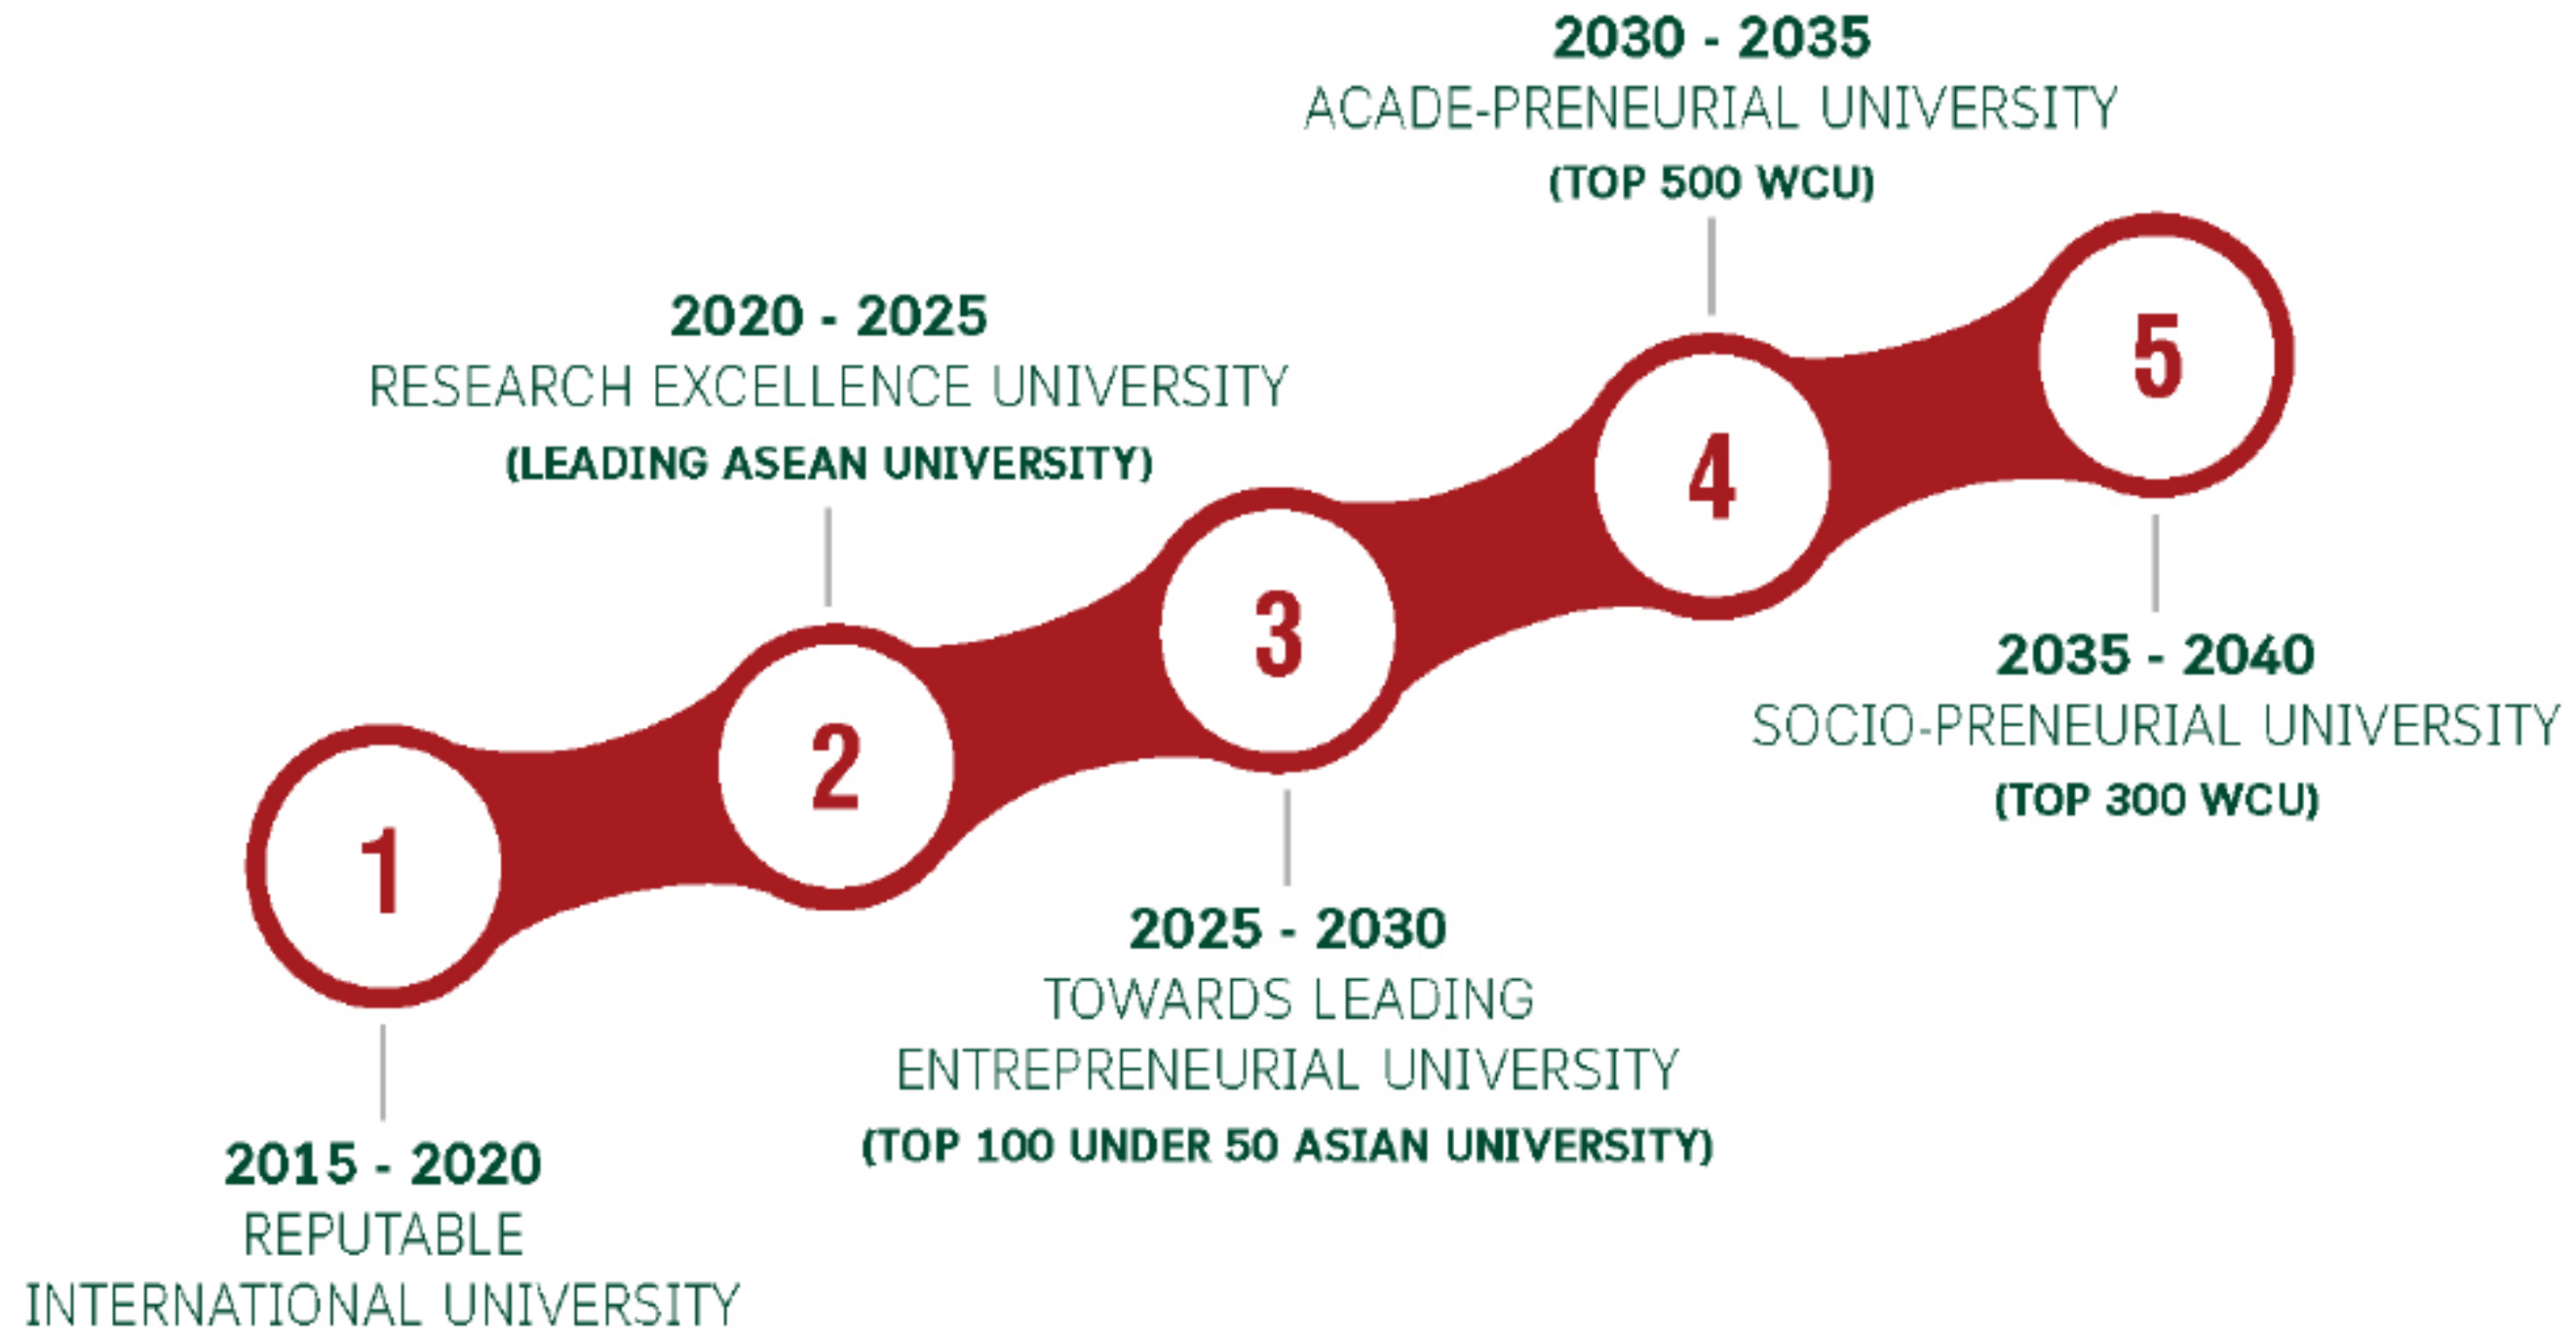 1
2015 - 2020
REPUTABLE
INTERNATIONAL UNIVERSITY
2020 - 2025
RESEARCH EXCELLENCE UNIVERSITY
(LEADING ASEAN UNIVERSITY)
2
3
2025 - 2030
TOWARDS LEADING
ENTREPRENEURIAL UNIVERSITY
(TOP 100 UNDER 50 ASIAN UNIVERSITY)
2030 - 2035
ACADE-PRENEURIAL UNIVERSITY
(TOP 500 WCU)
4
5
2035 - 2040
SOCIO-PRENEURIAL UNIVERSITY
(TOP 300 WCU)